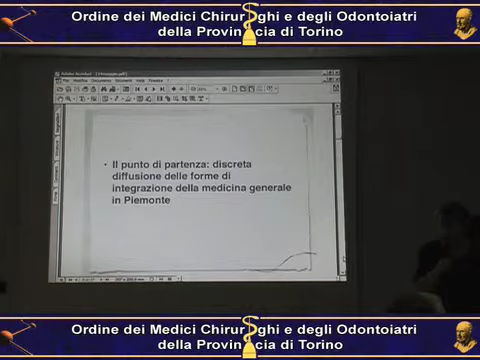 Ordine dei Medici Chirurghi e degli Odontoiatri
della Provincia di Torino
• Il punto di partenza: discreta
diffusione delle forme di
integrazione della medicina generale
in Piemonte
Ordine dei Medici Chirurghi e degli Odontoiatri
della Provincia di Torino